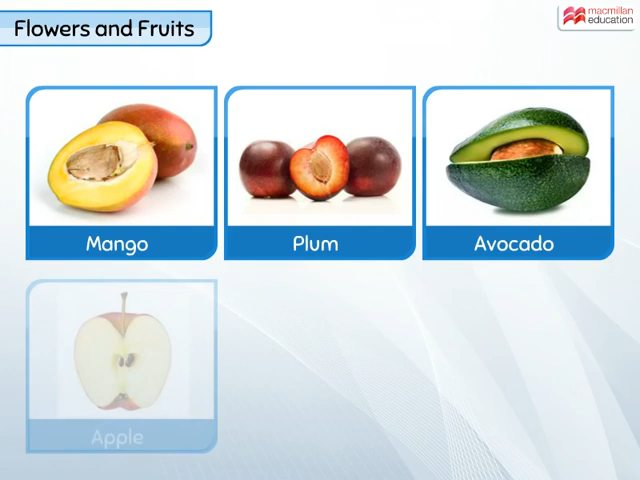 Flowers and Fruits
macmillan
education
Mango
Plum
Avocado
Apple